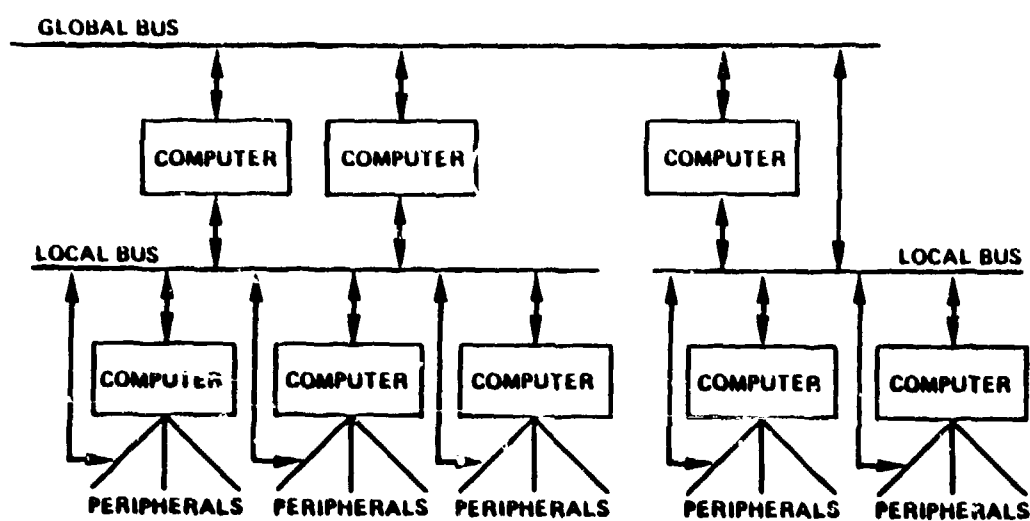 GLOBAL BUS
COMPUTER COMPUTER COMPUTER
LOCAL BUS LOCAL BUS
COMPUTER COMPUTER COMPUTER COMPUTER COMPUTER
PERIPHERALS PERIPHERALS PERIPHERALS PERIPHERALS PERIPHERALS